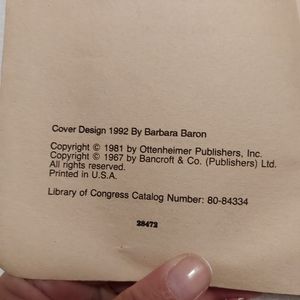 Cover Design 1992 By Barbara Baron
Copyright © 1981 by Ottenheimer Publishers, Inc.
Copyright © 1967 by Bancroft & Co. (Publishers) Ltd.
All rights reserved.
Printed in U.S.A.
Library of Congress Catalog Number: 80-84334
28472